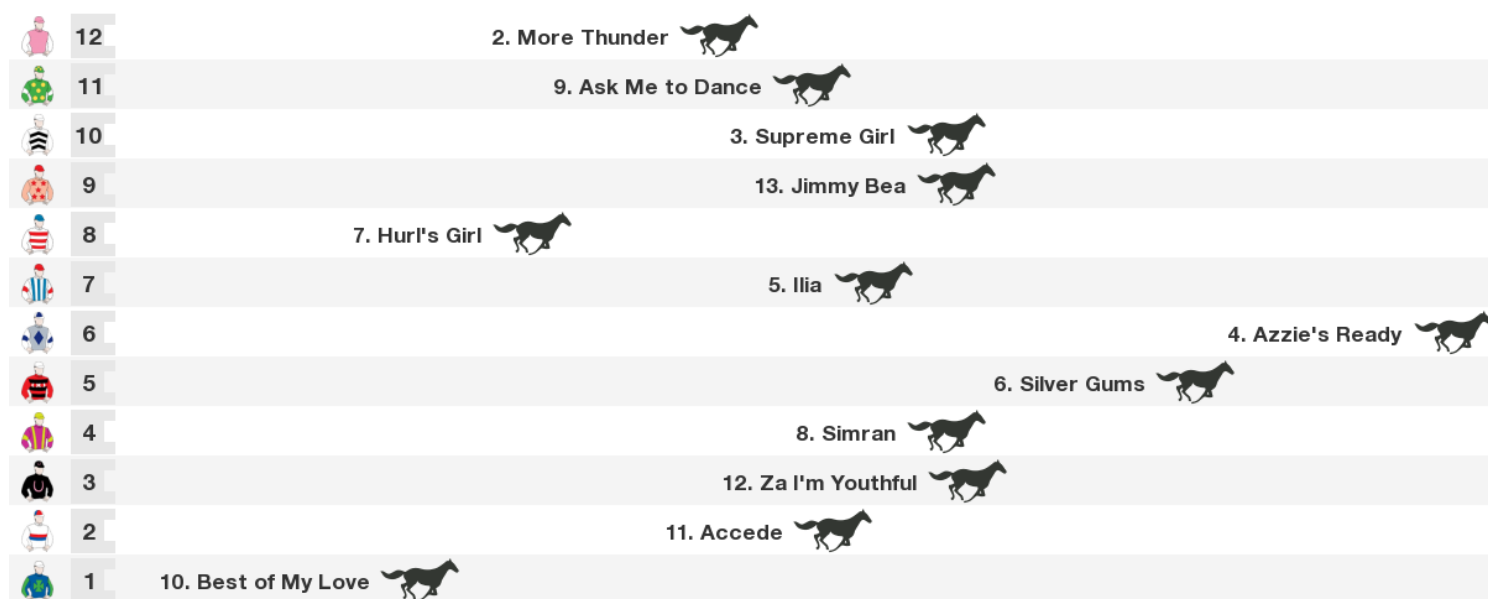 12 2. More Thunder
11 9. Ask Me to Dance
10 3. Supreme Girl
9 13. Jimmy Bea
8 7. Hurl's Girl
7 5. Ilia
6 4. Azzie's Ready
5 6. Silver Gums
4 8. Simran
3 12. Za I'm Youthful
2 11. Accede
1 10. Best of My Love